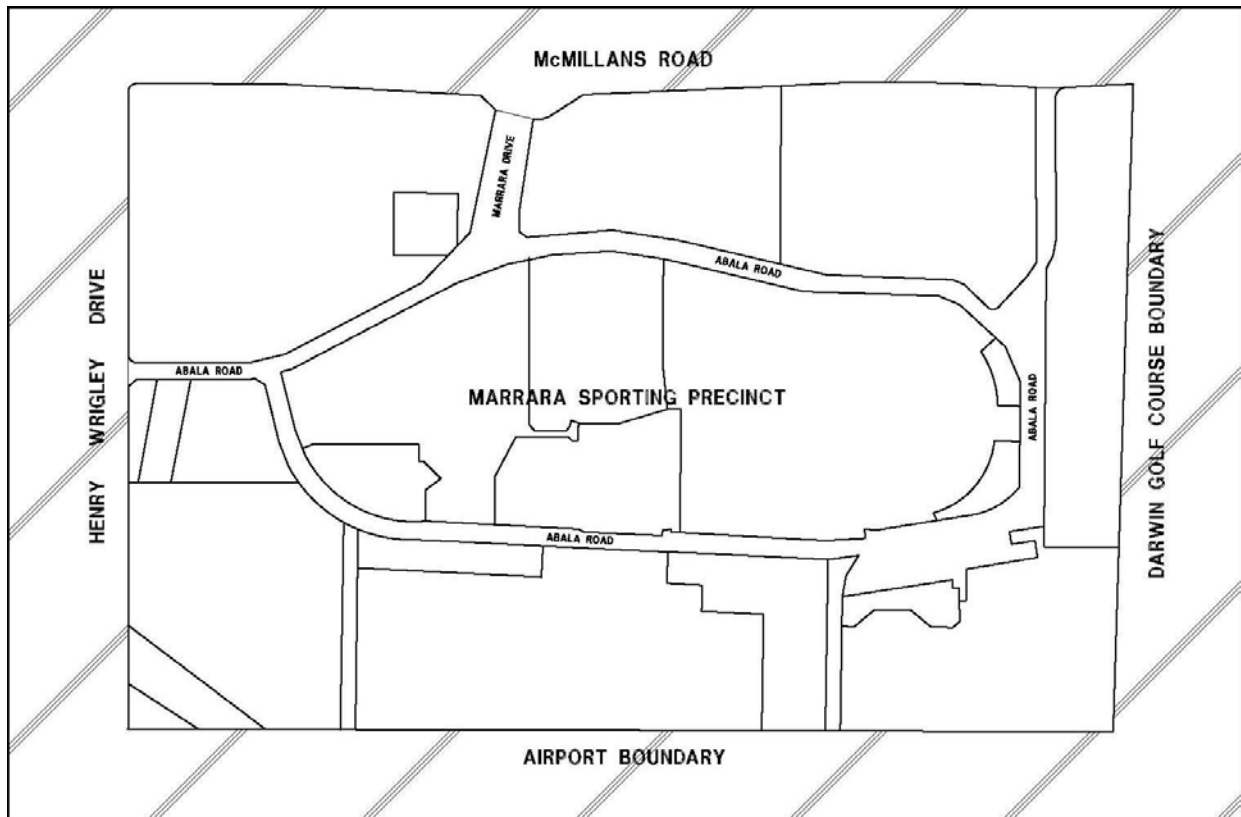 McMILLANS ROAD
MARRARA DRIVE
ABALA ROAD
ABALA ROAD
MARRARA SPORTING PRECINCT
ABALA ROAD
HENRY WRIGLEY DRIVE
DARWIN GOLF COURSE BOUNDARY
ABALA ROAD
AIRPORT BOUNDARY